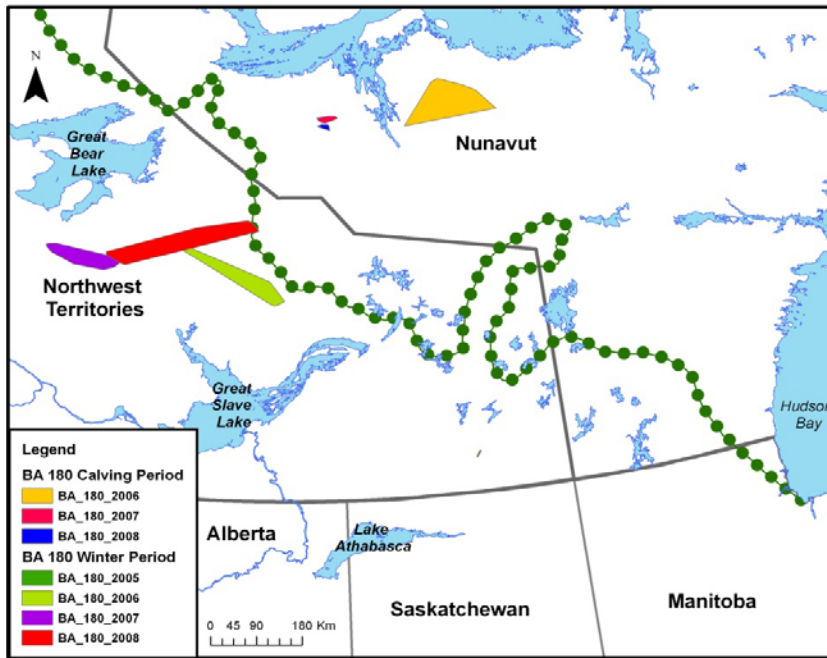 N
Great
Bear
Lake
Nunavut
Northwest
Territories
Great
Slave
Lake
Hudson
Bay
Legend
BA 180 Calving Period
BA_180_2006
BA_180_2007
BA_180_2008
BA 180 Winter Period
BA_180_2005
BA_180_2006
BA_180_2007
BA_180_2008
Alberta
Lake
Athabasca
Saskatchewan
Manitoba
0 45 90 180 Km